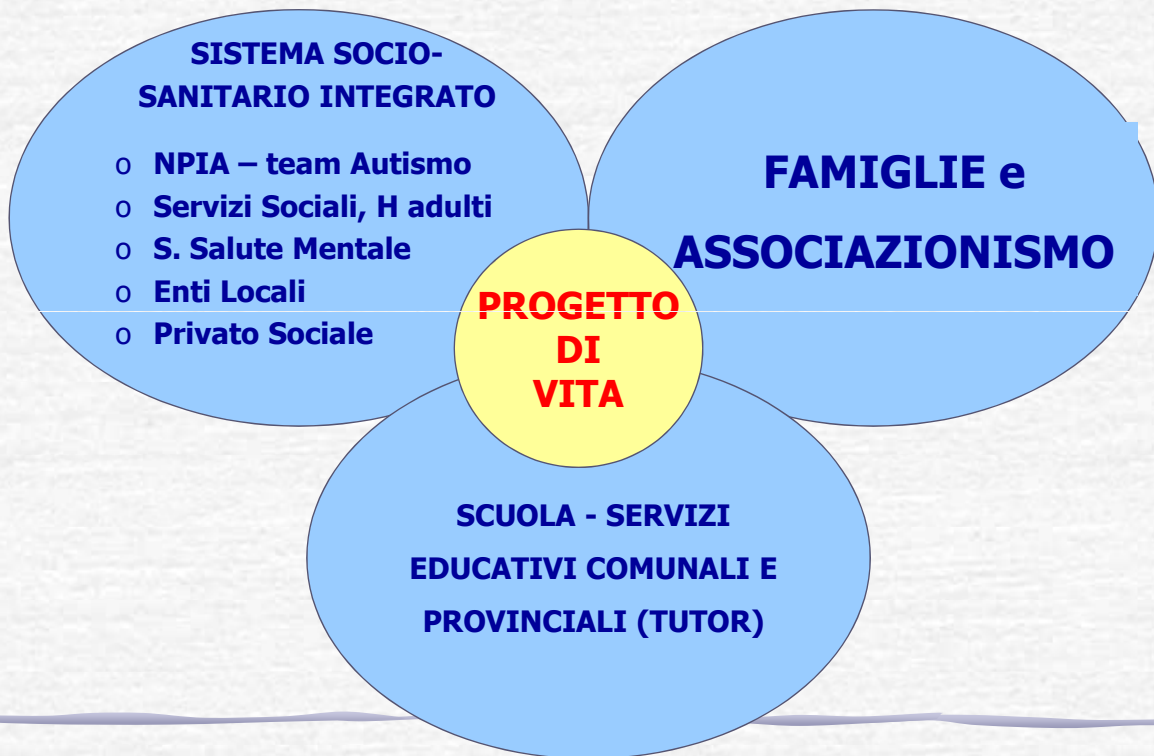 SISTEMA SOCIO-
SANITARIO INTEGRATO
o NPIA – team Autismo
o Servizi Sociali, H adulti
o S. Salute Mentale
o Enti Locali
o Privato Sociale
FAMIGLIE e
ASSOCIAZIONISMO
PROGETTO
DI
VITA
SCUOLA - SERVIZI
EDUCATIVI COMUNALI E
PROVINCIALI (TUTOR)